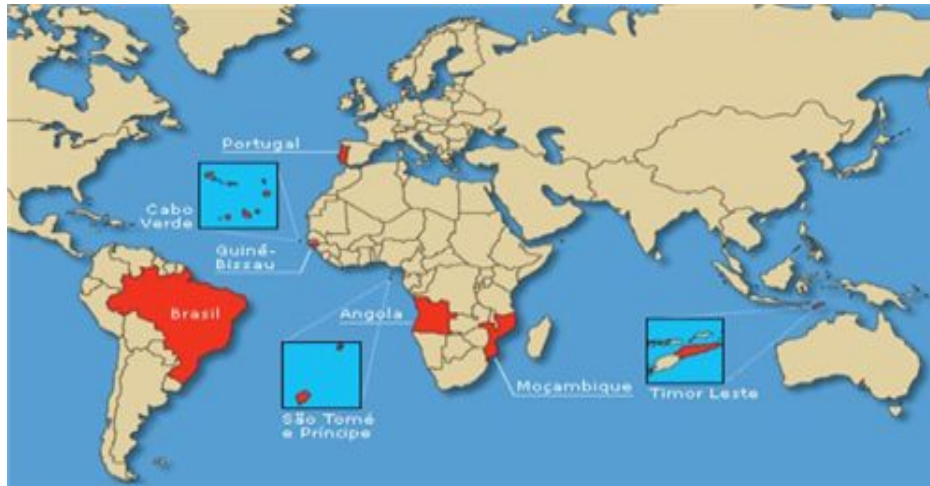 Portugal
Cabo
Verde
Guiné-
Bissau
Brasil
Angola
São Tomé
e Príncipe
Moçambique
Timor Leste